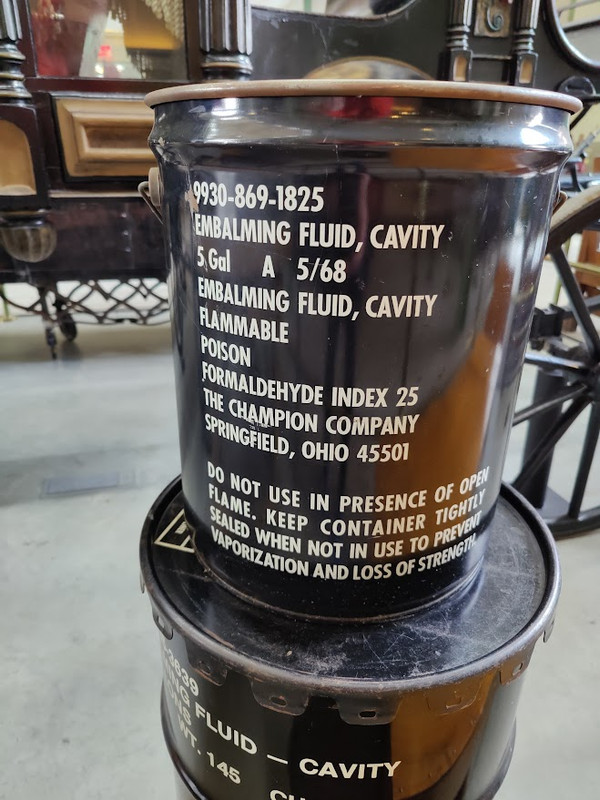 9930-869-1825
EMBALMING FLUID, CAVITY
5 Gal A 5/68
EMBALMING FLUID, CAVITY
FLAMMABLE
POISON
FORMALDEHYDE INDEX 25
THE CHAMPION COMPANY
SPRINGFIELD, OHIO 45501
DO NOT USE IN PRESENCE OF OPEN
FLAME. KEEP CONTAINER TIGHTLY
SEALED WHEN NOT IN USE TO PREVENT
VAPORIZATION AND LOSS OF STRENGTH.
-3639
FLUID — CAVITY
WT. 145